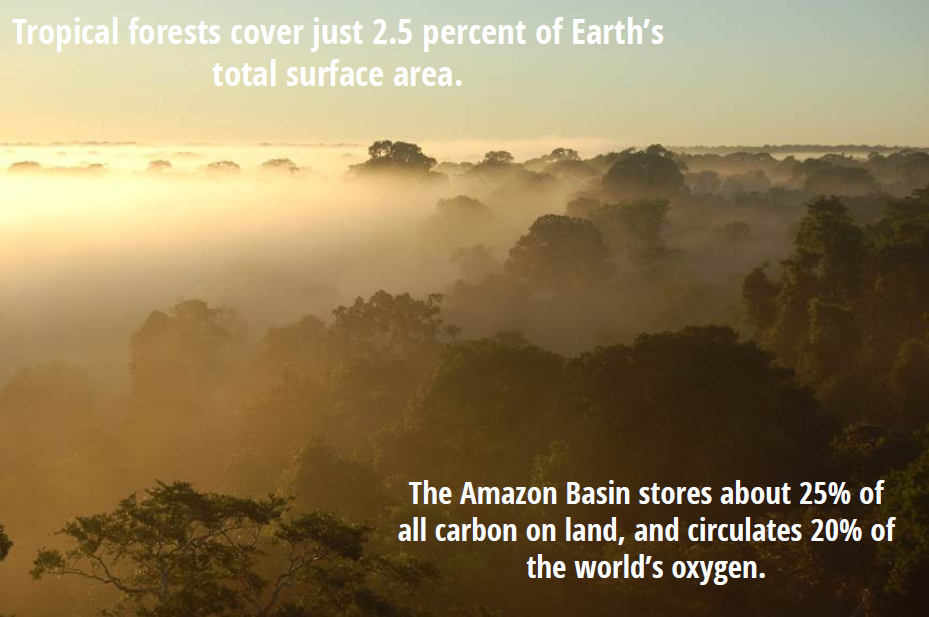 Tropical forests cover just 2.5 percent of Earth’s
total surface area.
The Amazon Basin stores about 25% of
all carbon on land, and circulates 20% of
the world’s oxygen.